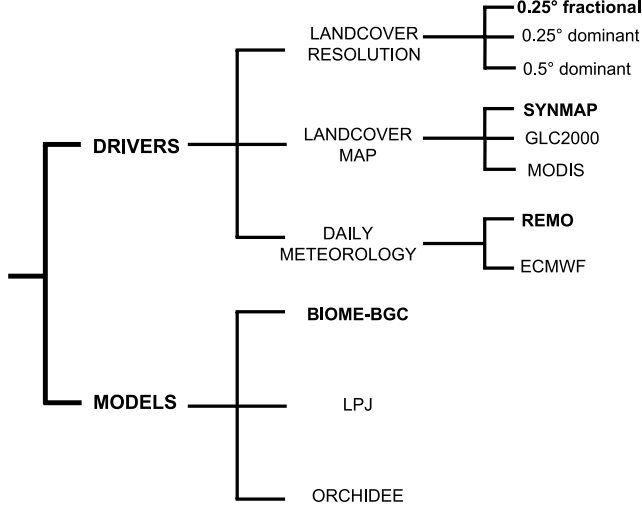 0.25° fractional
LANDCOVER
RESOLUTION
0.25° dominant
0.5° dominant
SYNMAP
DRIVERS
LANDCOVER
MAP
GLC2000
MODIS
REMO
DAILY
METEOROLOGY
ECMWF
BIOME-BGC
MODELS
LPJ
ORCHIDEE